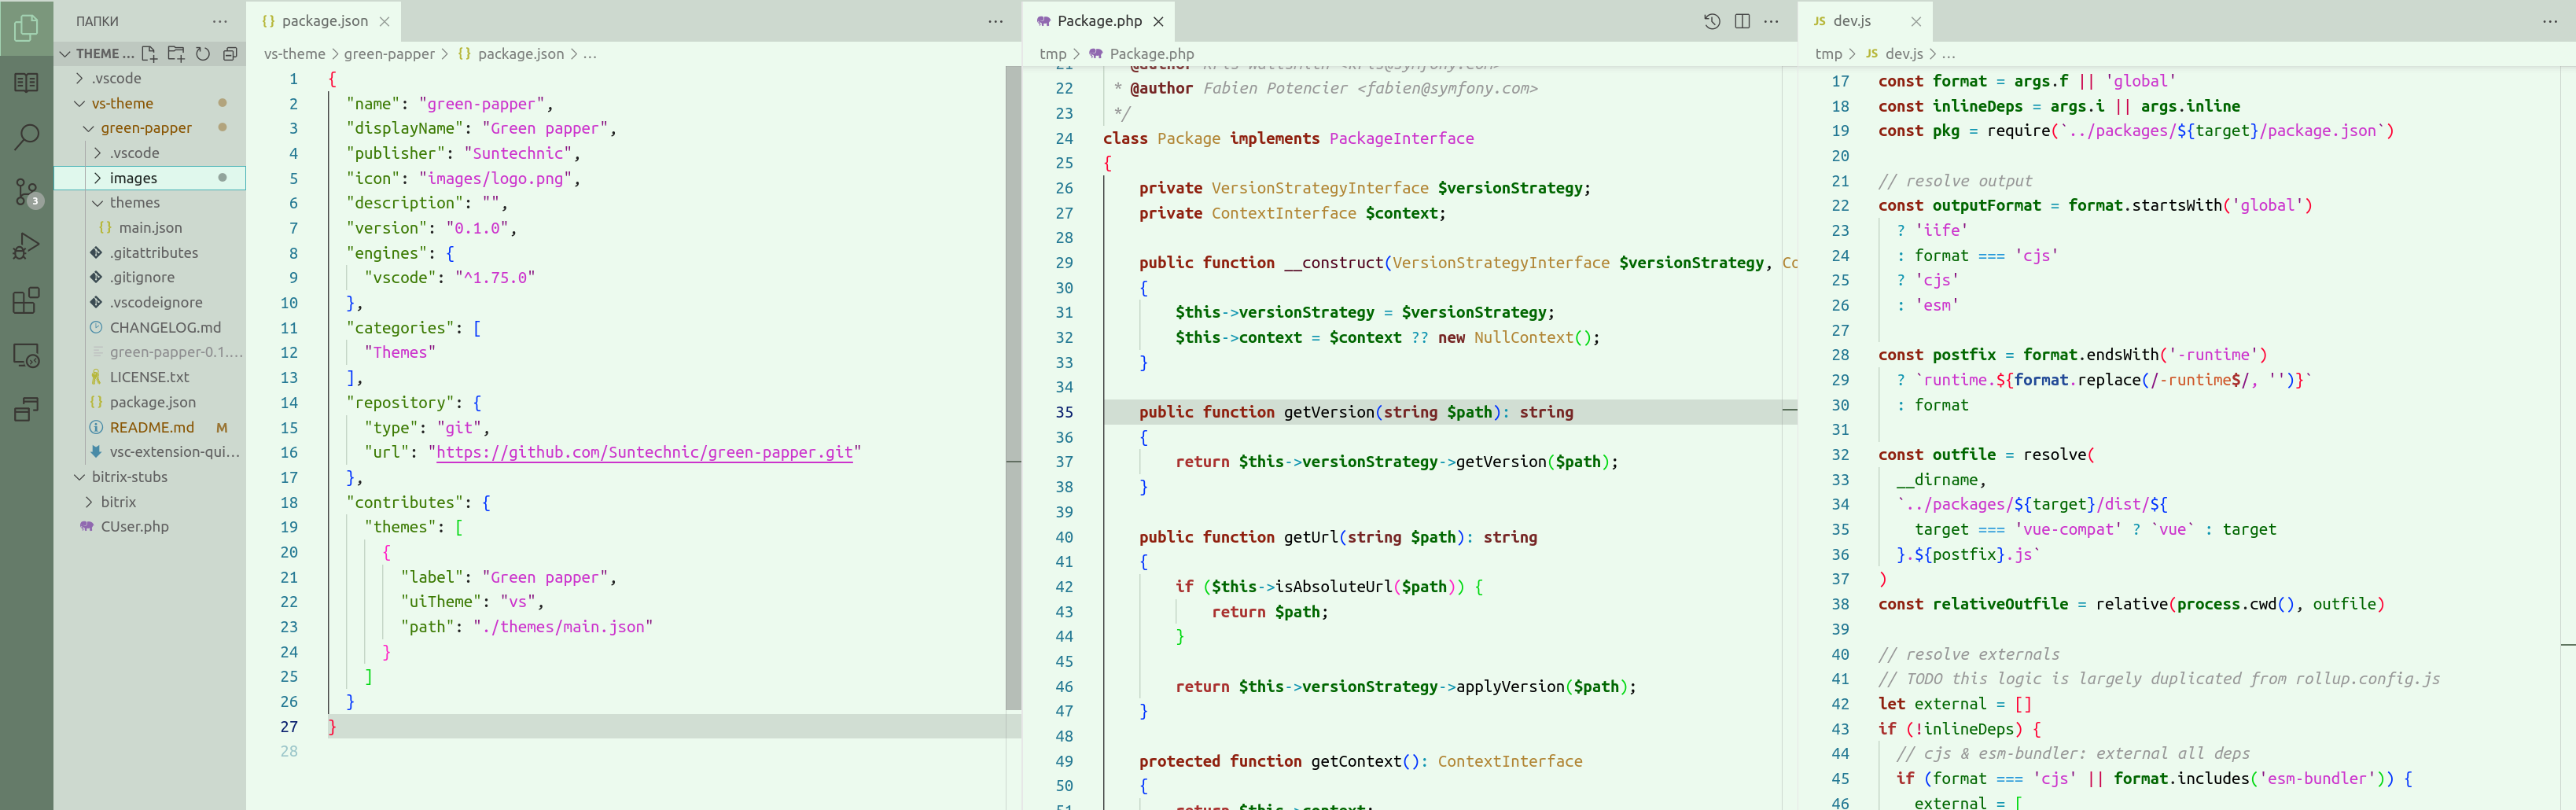 ПАПКИ
THEME ...
.vscode
vs-theme
green-papper
.vscode
images
themes
main.json
.gitattributes
.gitignore
.vscodeignore
CHANGELOG.md
green-papper-0.1....
LICENSE.txt
package.json
README.md M
vsc-extension-qui...
bitrix-stubs
bitrix
CUser.php
3
package.json
vs-theme > green-papper > {} package.json > ...
1 {
2 "name": "green-papper",
3 "displayName": "Green papper",
4 "publisher": "Suntechnic",
5 "icon": "images/logo.png",
6 "description": "",
7 "version": "0.1.0",
8 "engines": {
9 "vscode": "^1.75.0"
10 },
11 "categories": [
12 "Themes"
13 ],
14 "repository": {
15 "type": "git",
16 "url": "https://github.com/Suntechnic/green-papper.git"
17 },
18 "contributes": {
19 "themes": [
20 {
21 "label": "Green papper",
22 "uiTheme": "vs",
23 "path": "./themes/main.json"
24 }
25 ]
26 }
27 }
28
Package.php
tmp > Package.php
21 * @author Kris Wallsmith <kris@symfony.com>
22 * @author Fabien Potencier <fabien@symfony.com>
23 */
24 class Package implements PackageInterface
25 {
26 private VersionStrategyInterface $versionStrategy;
27 private ContextInterface $context;
28
29 public function __construct(VersionStrategyInterface $versionStrategy, Co
30 {
31 $this->versionStrategy = $versionStrategy;
32 $this->context = $context ?? new NullContext();
33 }
34
35 public function getVersion(string $path): string
36 {
37 return $this->versionStrategy->getVersion($path);
38 }
39
40 public function getUrl(string $path): string
41 {
42 if ($this->isAbsoluteUrl($path)) {
43 return $path;
44 }
45
46 return $this->versionStrategy->applyVersion($path);
47 }
48
49 protected function getContext(): ContextInterface
50 {
51 return $this->context;
JS dev.js
tmp > JS dev.js > ...
17 const format = args.f || 'global'
18 const inlineDeps = args.i || args.inline
19 const pkg = require(`../packages/${target}/package.json`)
20
21 // resolve output
22 const outputFormat = format.startsWith('global')
23 ? 'iife'
24 : format === 'cjs'
25 ? 'cjs'
26 : 'esm'
27
28 const postfix = format.endsWith('-runtime')
29 ? `runtime.${format.replace(/-runtime$/, '')}`
30 : format
31
32 const outfile = resolve(
33 __dirname,
34 `../packages/${target}/dist/${
35 target === 'vue-compat' ? `vue` : target
36 }.${postfix}.js`
37 )
38 const relativeOutfile = relative(process.cwd(), outfile)
39
40 // resolve externals
41 // TODO this logic is largely duplicated from rollup.config.js
42 let external = []
43 if (!inlineDeps) {
44 // cjs & esm-bundler: external all deps
45 if (format === 'cjs' || format.includes('esm-bundler')) {
46 external = [